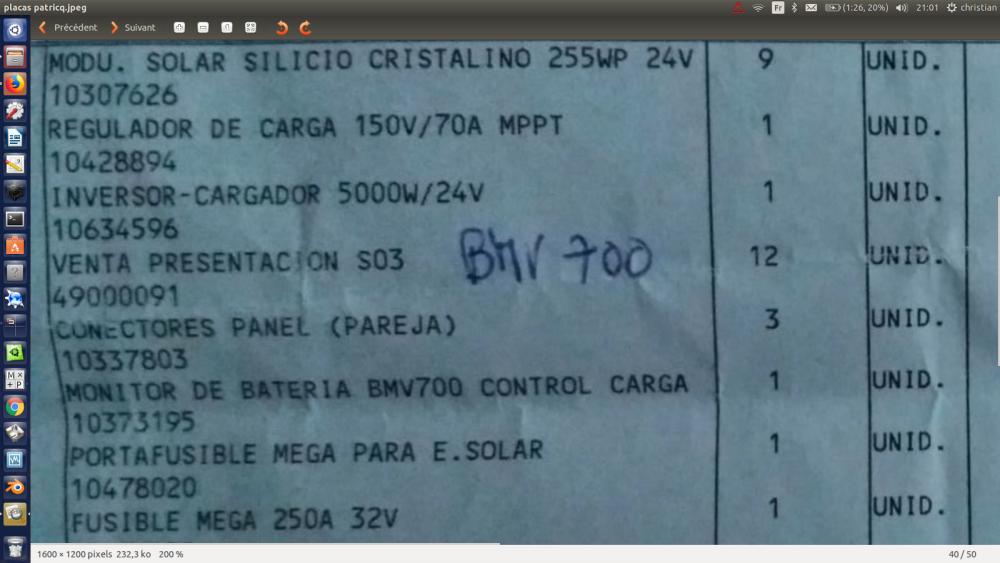 placas patricq.jpeg
Fr
(1:26, 20%)
21:01
christian
Précédent
Suivant
MODU. SOLAR SILICIO CRISTALINO 255WP 24V 9 UNID.
10307626
REGULADOR DE CARGA 150V/70A MPPT 1 UNID.
10428894
INVERSOR-CARGADOR 5000W/24V 1 UNID.
10634596
VENTA PRESENTACION S03 BMV 700 12 UNID.
49000091
CONECTORES PANEL (PAREJA) 3 UNID.
10337803
MONITOR DE BATERIA BMV700 CONTROL CARGA 1 UNID.
10373195
PORTAFUSIBLE MEGA PARA E.SOLAR 1 UNID.
10478020
FUSIBLE MEGA 250A 32V 1 UNID.
1600 × 1200 pixels 232,3 ko 200 %
40 / 50